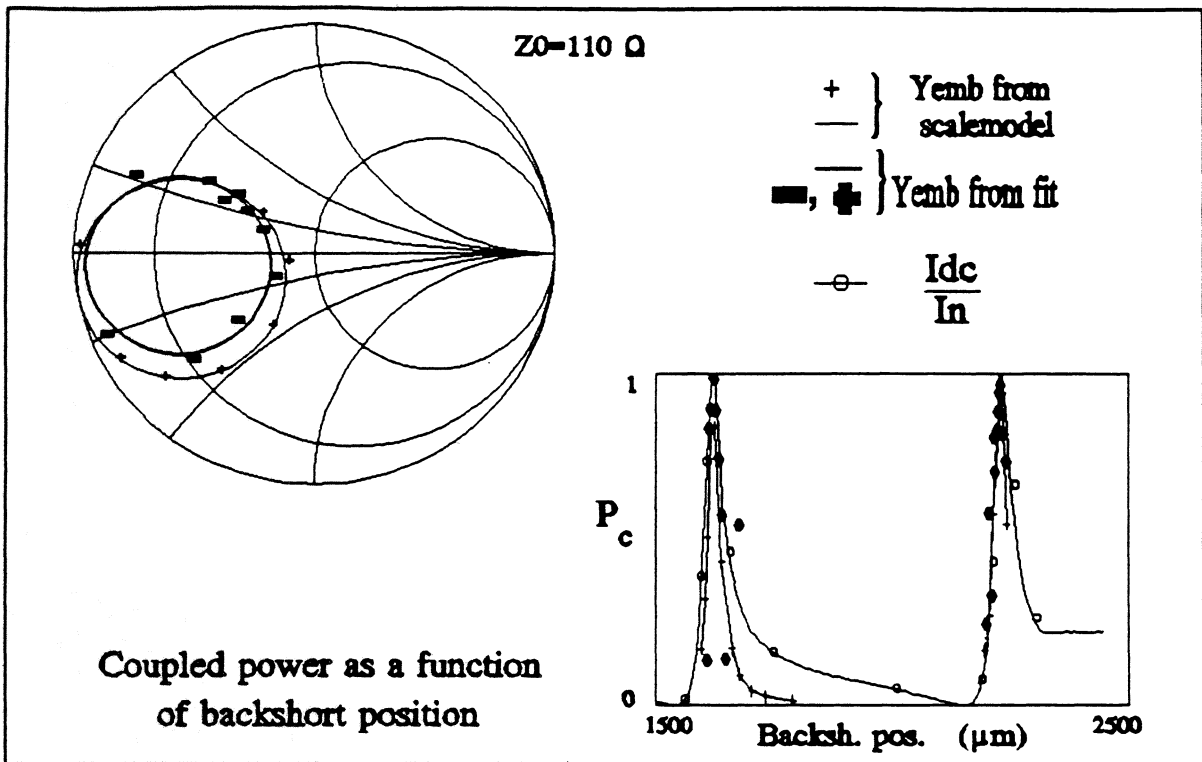 Z0=110 Ω
Yemb from
scalemodel
Yemb from fit
Idc
In
1
P c
0
1500
2500
Backsh. pos. (µm)
Coupled power as a function
of backshort position